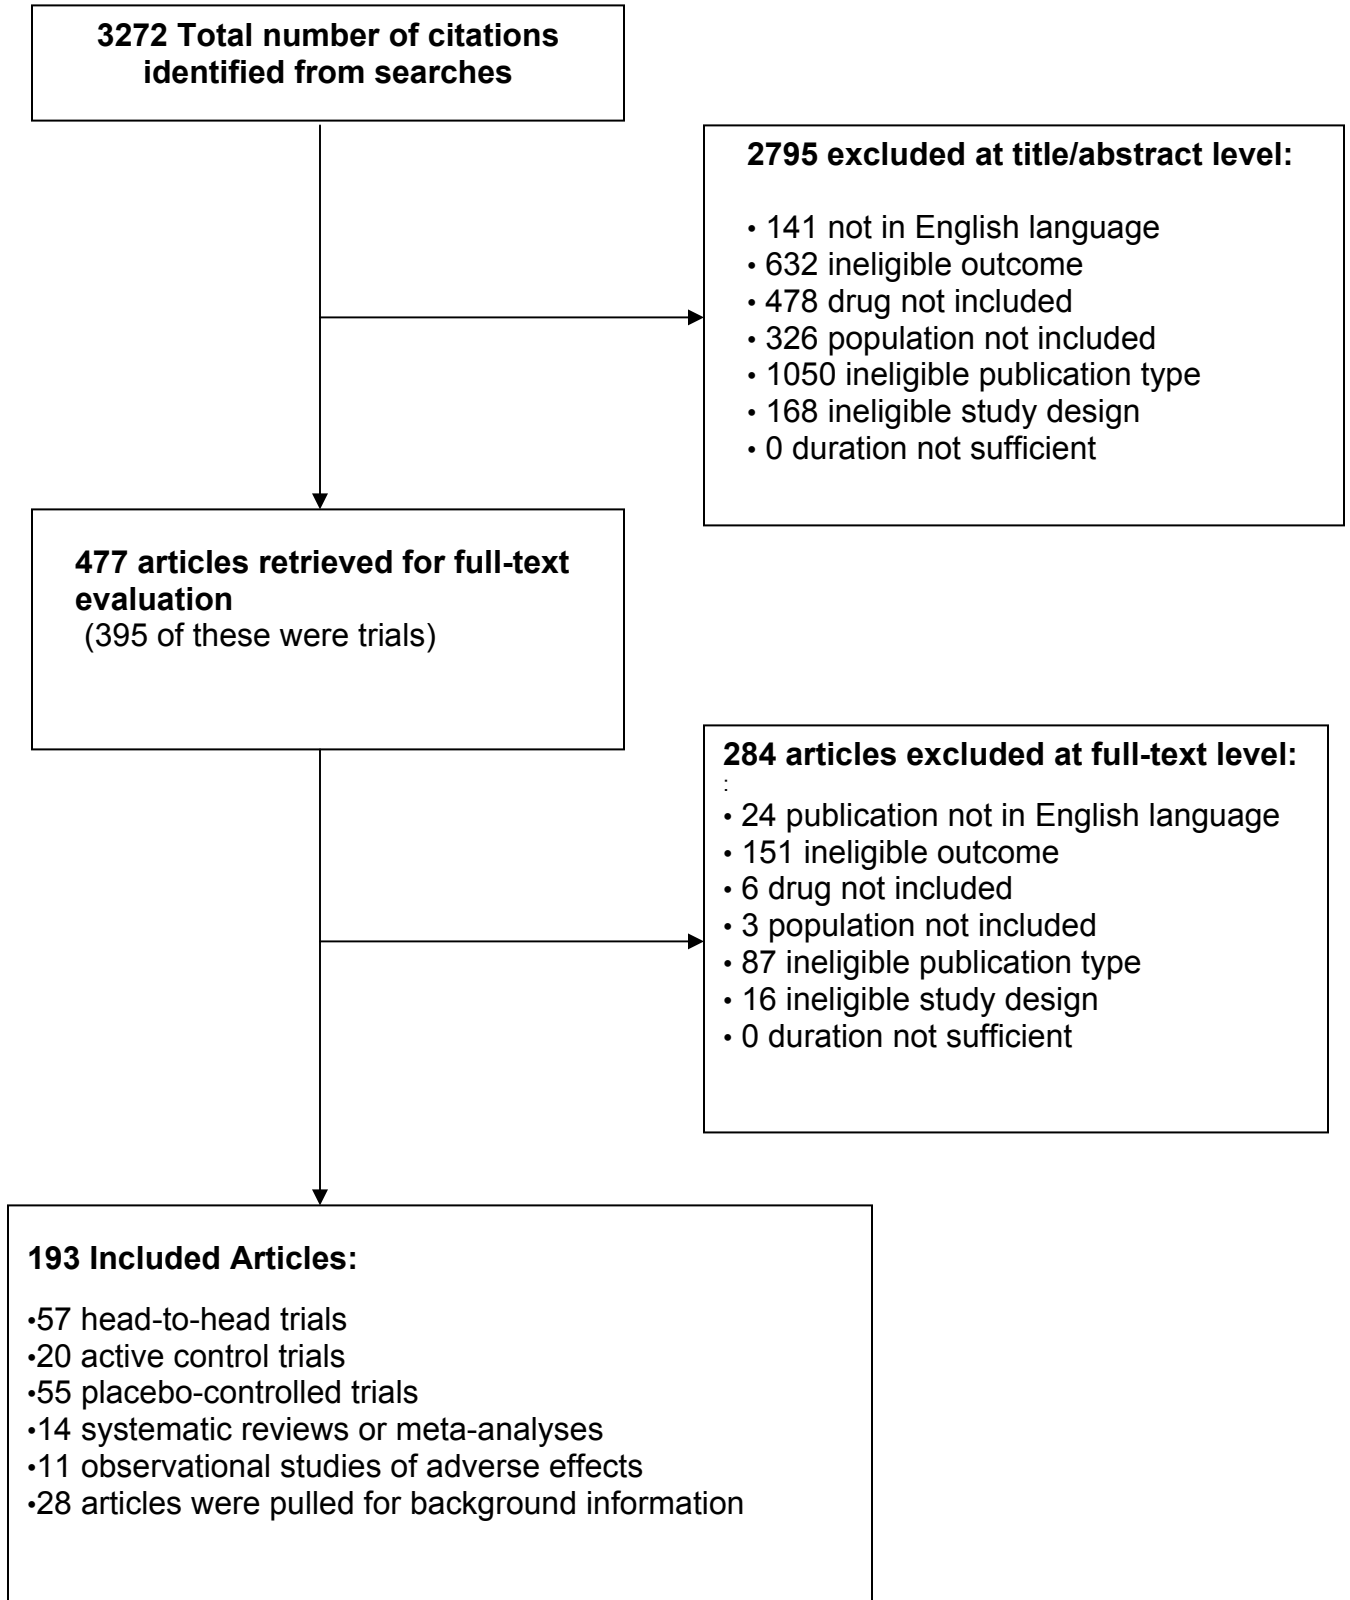 3272 Total number of citations
identified from searches
2795 excluded at title/abstract level:
• 141 not in English language
• 632 ineligible outcome
• 478 drug not included
• 326 population not included
• 1050 ineligible publication type
• 168 ineligible study design
• 0 duration not sufficient
477 articles retrieved for full-text
evaluation
(395 of these were trials)
284 articles excluded at full-text level:
:
• 24 publication not in English language
• 151 ineligible outcome
• 6 drug not included
• 3 population not included
• 87 ineligible publication type
• 16 ineligible study design
• 0 duration not sufficient
193 Included Articles:
•57 head-to-head trials
•20 active control trials
•55 placebo-controlled trials
•14 systematic reviews or meta-analyses
•11 observational studies of adverse effects
•28 articles were pulled for background information